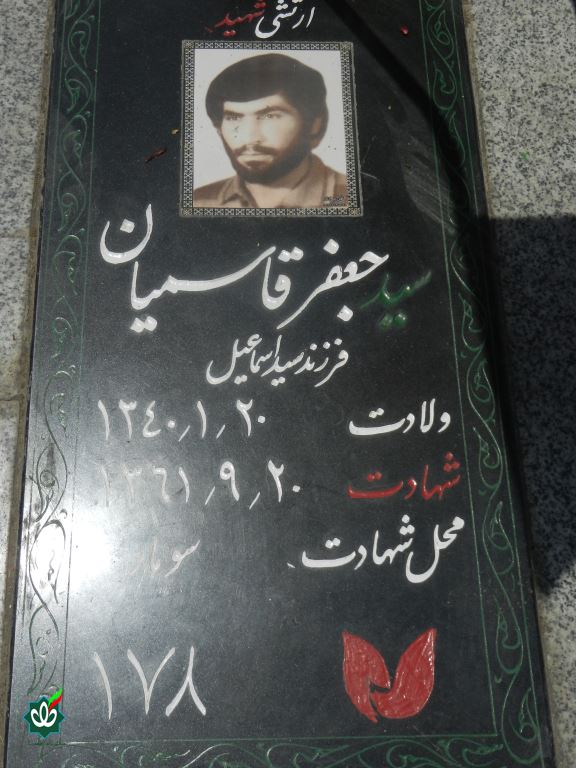 ارتشی شهید
سید جعفر قاسمیان
فرزند سید اسماعیل
ولادت ۱۳۴۰٫۱٫۲۰
شهادت ۱۳۶۱٫۹٫۲۰
محل شهادت سومار
۱۷۸